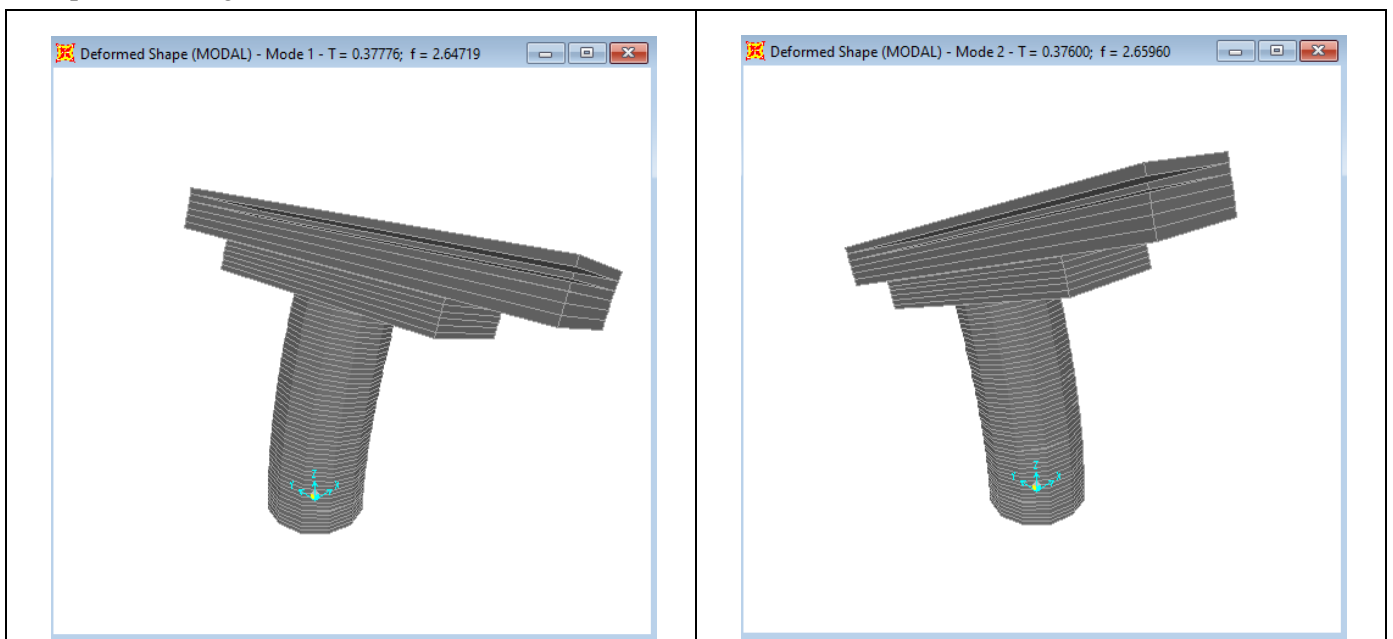 Deformed Shape (MODAL) - Mode 1 - T = 0.37776; f = 2.64719
Deformed Shape (MODAL) - Mode 2 - T = 0.37600; f = 2.65960
Z
Y
X
Z
Y
X